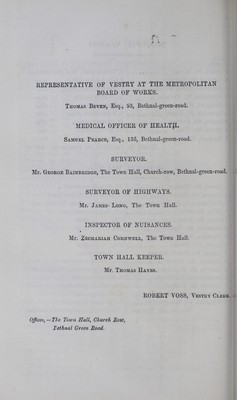 REPRESENTATIVE OF VESTRY AT THE METROPOLITAN
BOARD OF WORKS.
THOMAS BEVEN, Esq., 93, Bethnal-green-road.
MEDICAL OFFICER OF HEALTH.
SAMUEL PEARCE, Esq., 135, Bethnal-green-road.
SURVEYOR.
Mr. GEORGE BAINBRIDGE, The Town Hall, Church-row, Bethnal-green-road.
SURVEYOR OF HIGHWAYS.
Mr. JAMES LONG, The Town Hall.
INSPECTOR OF NUISANCES.
Mr. ZECHARIAH CORNWELL, The Town Hall.
TOWN HALL KEEPER.
Mr. THOMAS HAYES.
ROBERT VOSS, VESTRY CLERK.
Offices,—The Town Hall, Church Row,
Bethnal Green Road.